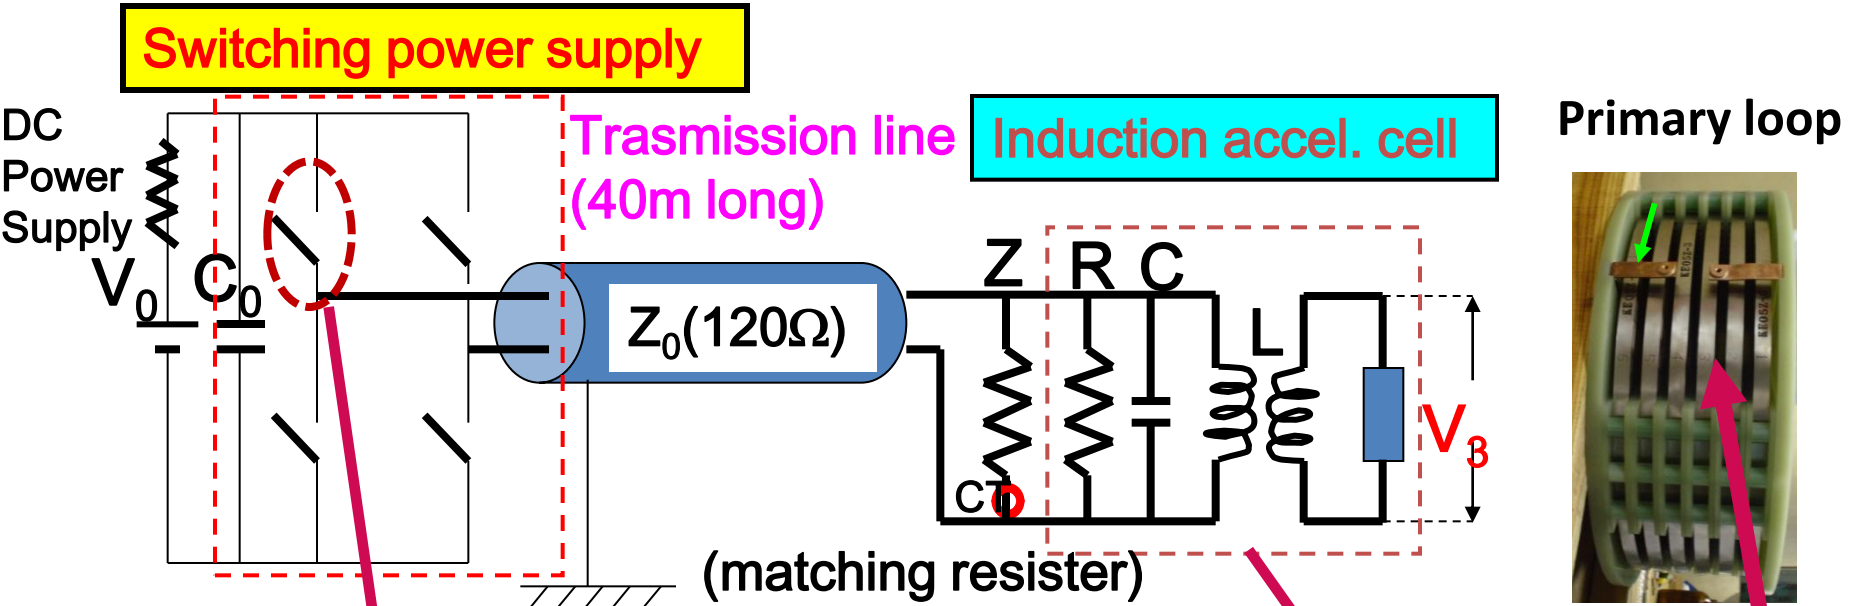 Switching power supply
DC
Power
Supply
V0
C0
Trasmission line
(40m long)
Z0(120Ω)
Induction accel. cell
Z
R
C
L
CT
V3
(matching resister)
Primary loop